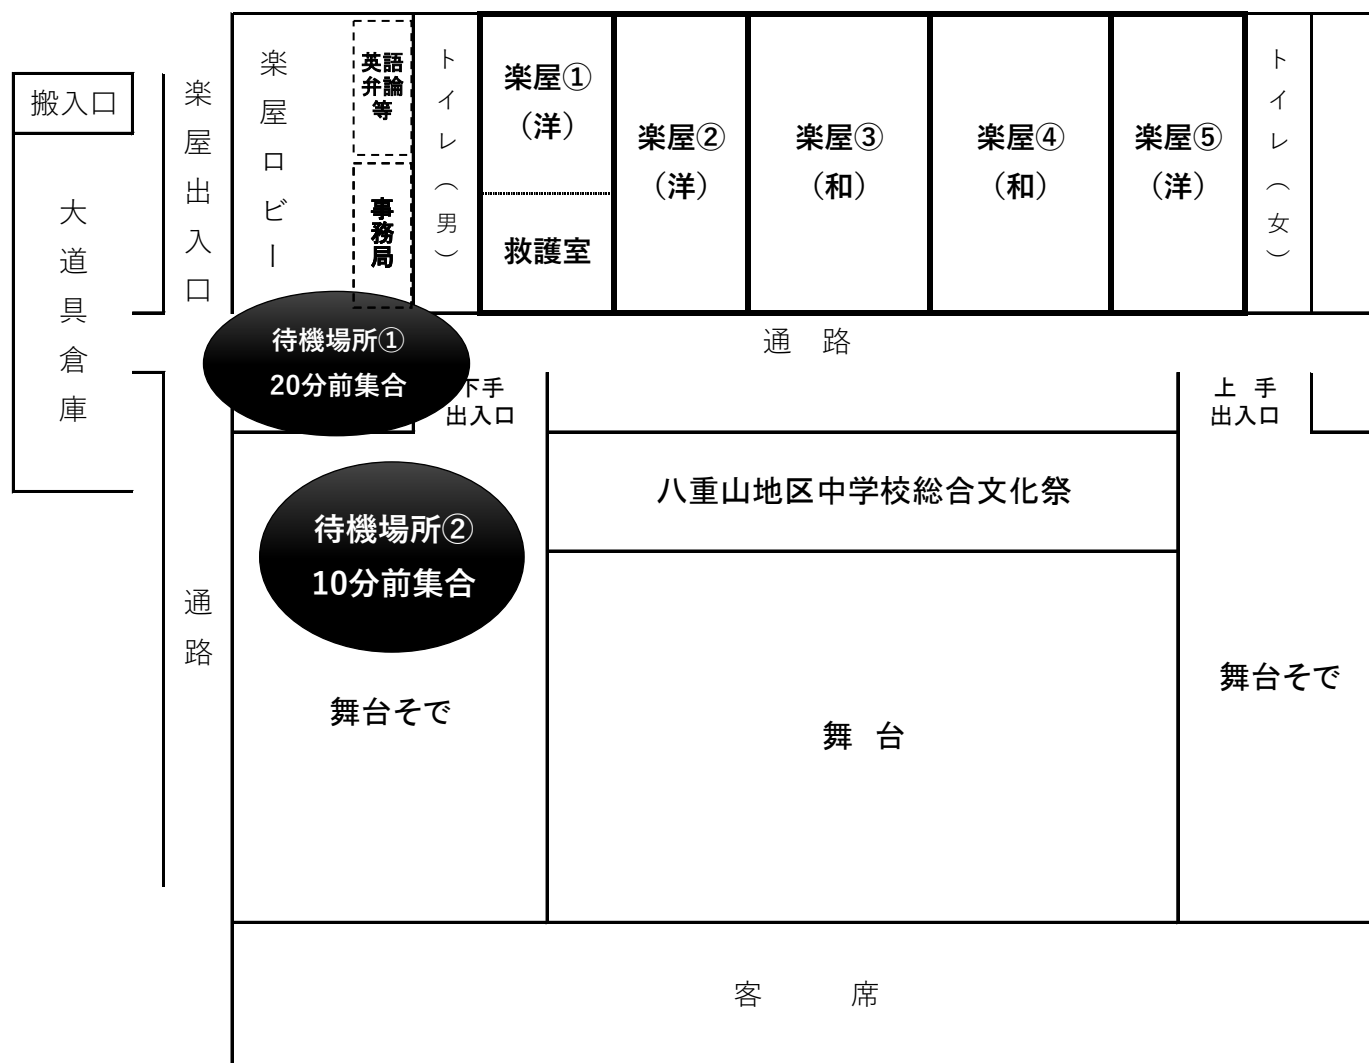 搬入口
大道具倉庫
楽屋出入口
楽屋ロビー
英語
弁論
等
事務局
トイレ（男）
楽屋①
（洋）
救護室
楽屋②
（洋）
楽屋③
（和）
楽屋④
（和）
楽屋⑤
（洋）
トイレ（女）
待機場所①
20分前集合
通　路
下手
出入口
上　手
出入口
八重山地区中学校総合文化祭
待機場所②
10分前集合
通路
舞台そで
舞　台
舞台そで
客　　席